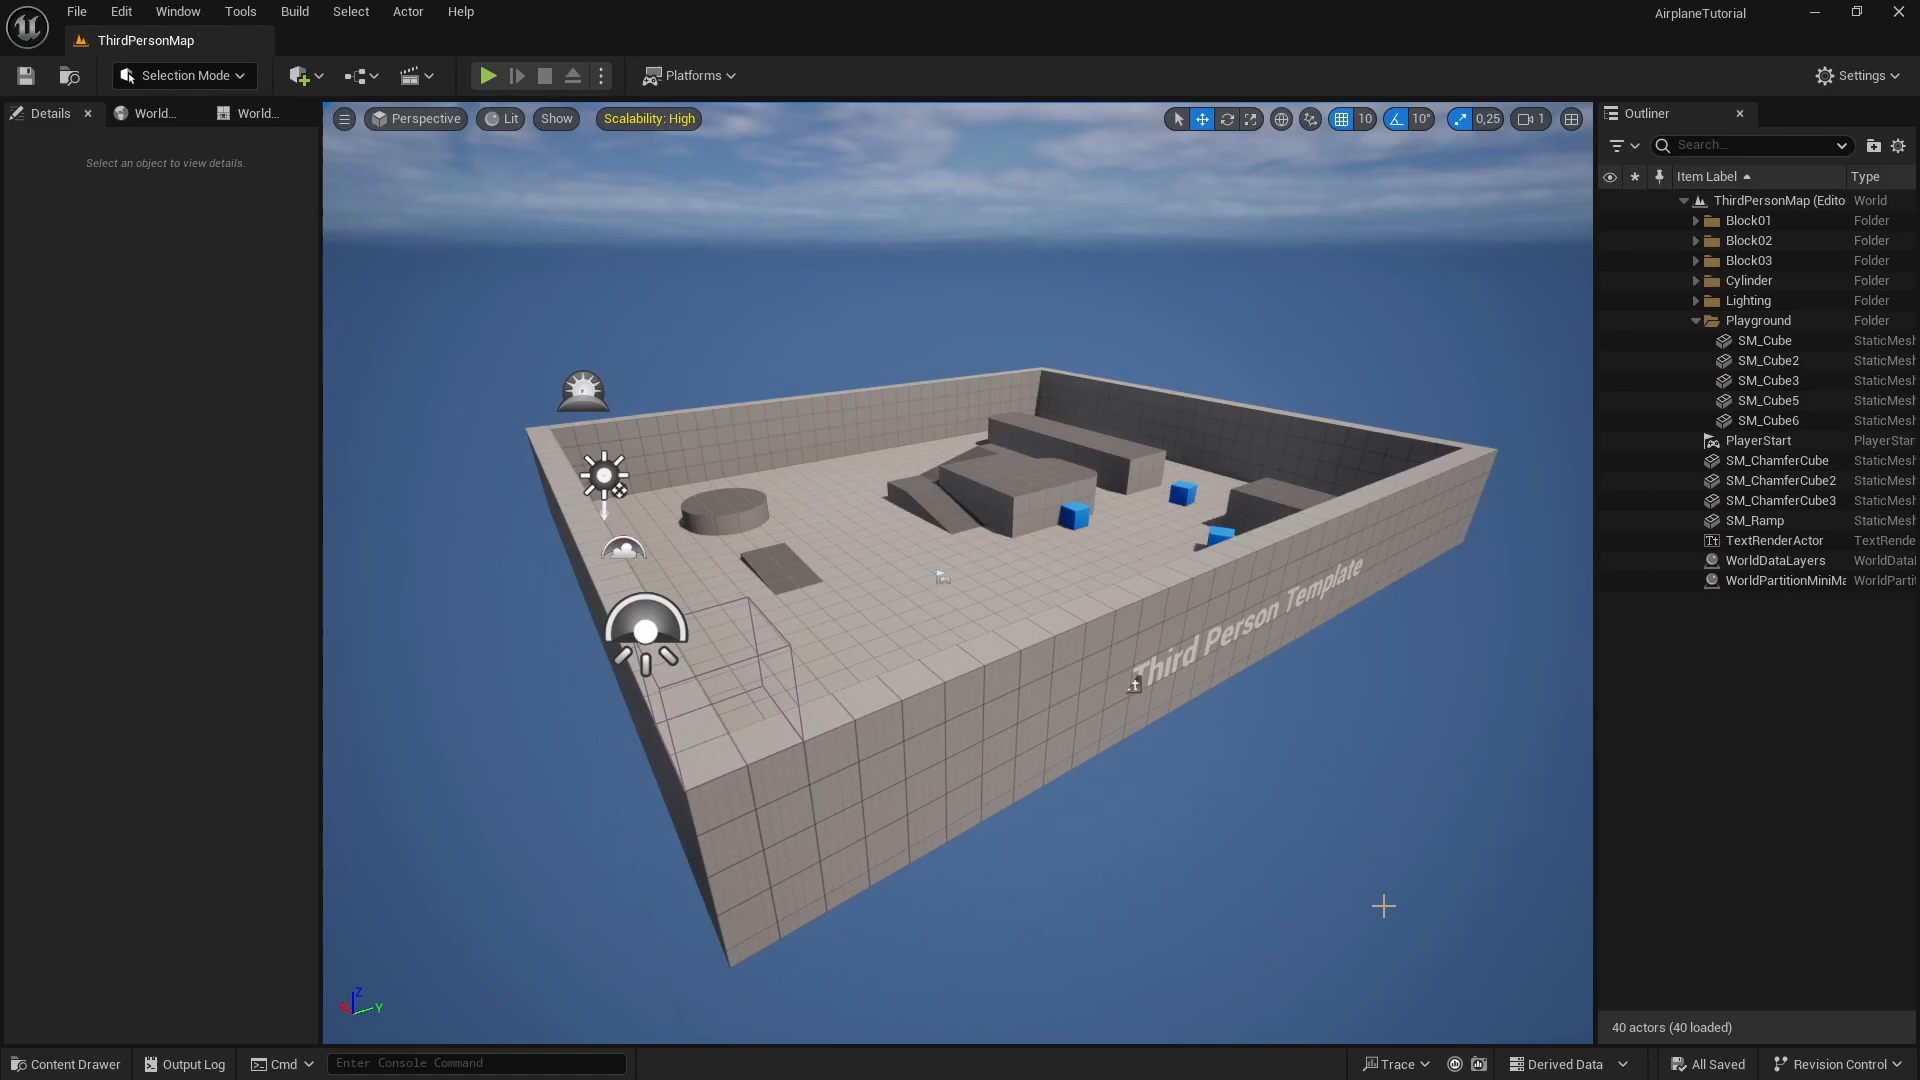 File Edit Window Tools Build Select Actor Help
AirplaneTutorial
ThirdPersonMap
Selection Mode
Platforms
Settings
Details
World...
World...
Select an object to view details.
Perspective
Lit
Show
Scalability: High
10
10°
0,25
1
Outliner
Search...
Item Label
Type
ThirdPersonMap (Edito World
Block01 Folder
Block02 Folder
Block03 Folder
Cylinder Folder
Lighting Folder
Playground Folder
SM_Cube StaticMesh
SM_Cube2 StaticMesh
SM_Cube3 StaticMesh
SM_Cube5 StaticMesh
SM_Cube6 StaticMesh
PlayerStart PlayerStar
SM_ChamferCube StaticMesh
SM_ChamferCube2 StaticMesh
SM_ChamferCube3 StaticMesh
SM_Ramp StaticMesh
TextRenderActor TextRende
WorldDataLayers WorldData
WorldPartitionMiniMa WorldParti
Third Person Template
X Y Z
40 actors (40 loaded)
Content Drawer
Output Log
Cmd
Enter Console Command
Trace
Derived Data
All Saved
Revision Control